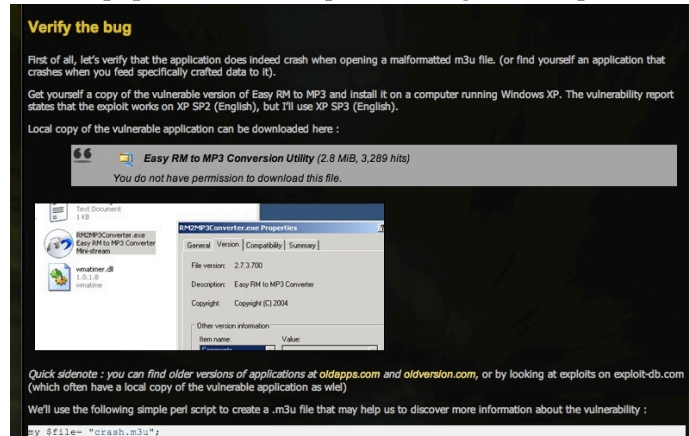 Verify the bug
First of all, let's verify that the application does indeed crash when opening a malformatted m3u file. (or find yourself an application that
crashes when you feed specifically crafted data to it).
Get yourself a copy of the vulnerable version of Easy RM to MP3 and install it on a computer running Windows XP. The vulnerability report
states that the exploit works on XP SP2 (English), but I'll use XP SP3 (English).
Local copy of the vulnerable application can be downloaded here :
Easy RM to MP3 Conversion Utility (2.8 MiB, 3,289 hits)
You do not have permission to download this file.
Text Document
1 KB
RM2MP3Converter.exe
Easy RM to MP3 Converter
Mini-stream
wmatimer.dll
1.0.1.8
wmatime
RM2MP3Converter.exe Properties
General Version Compatibility Summary
File version: 2.7.3.700
Description: Easy RM to MP3 Converter
Copyright: Copyright (C) 2004
Other version information
Item name: Value:
Comments
Quick sidenote : you can find older versions of applications at oldapps.com and oldversion.com, or by looking at exploits on exploit-db.com
(which often have a local copy of the vulnerable application as wlel)
We'll use the following simple perl script to create a .m3u file that may help us to discover more information about the vulnerability :
my $file= "crash.m3u";